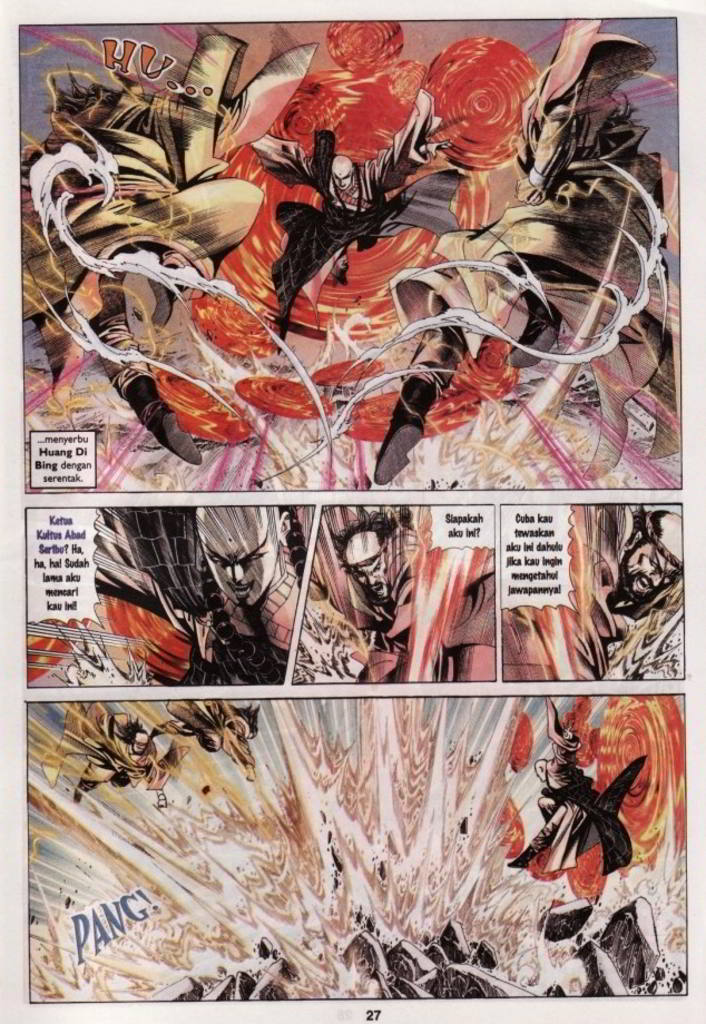 HU...
...menyerbu
Huang Di
Bing dengan
serentak.
Ketua
Kultus Abad
Seribu? Ha,
ha, ha! Sudah
lama aku
mencari
kau ini!
Siapakah
aku ini?
Cuba kau
tewaskan
aku ini dahulu
jika kau ingin
mengetahui
jawapannya!
PANG!
27